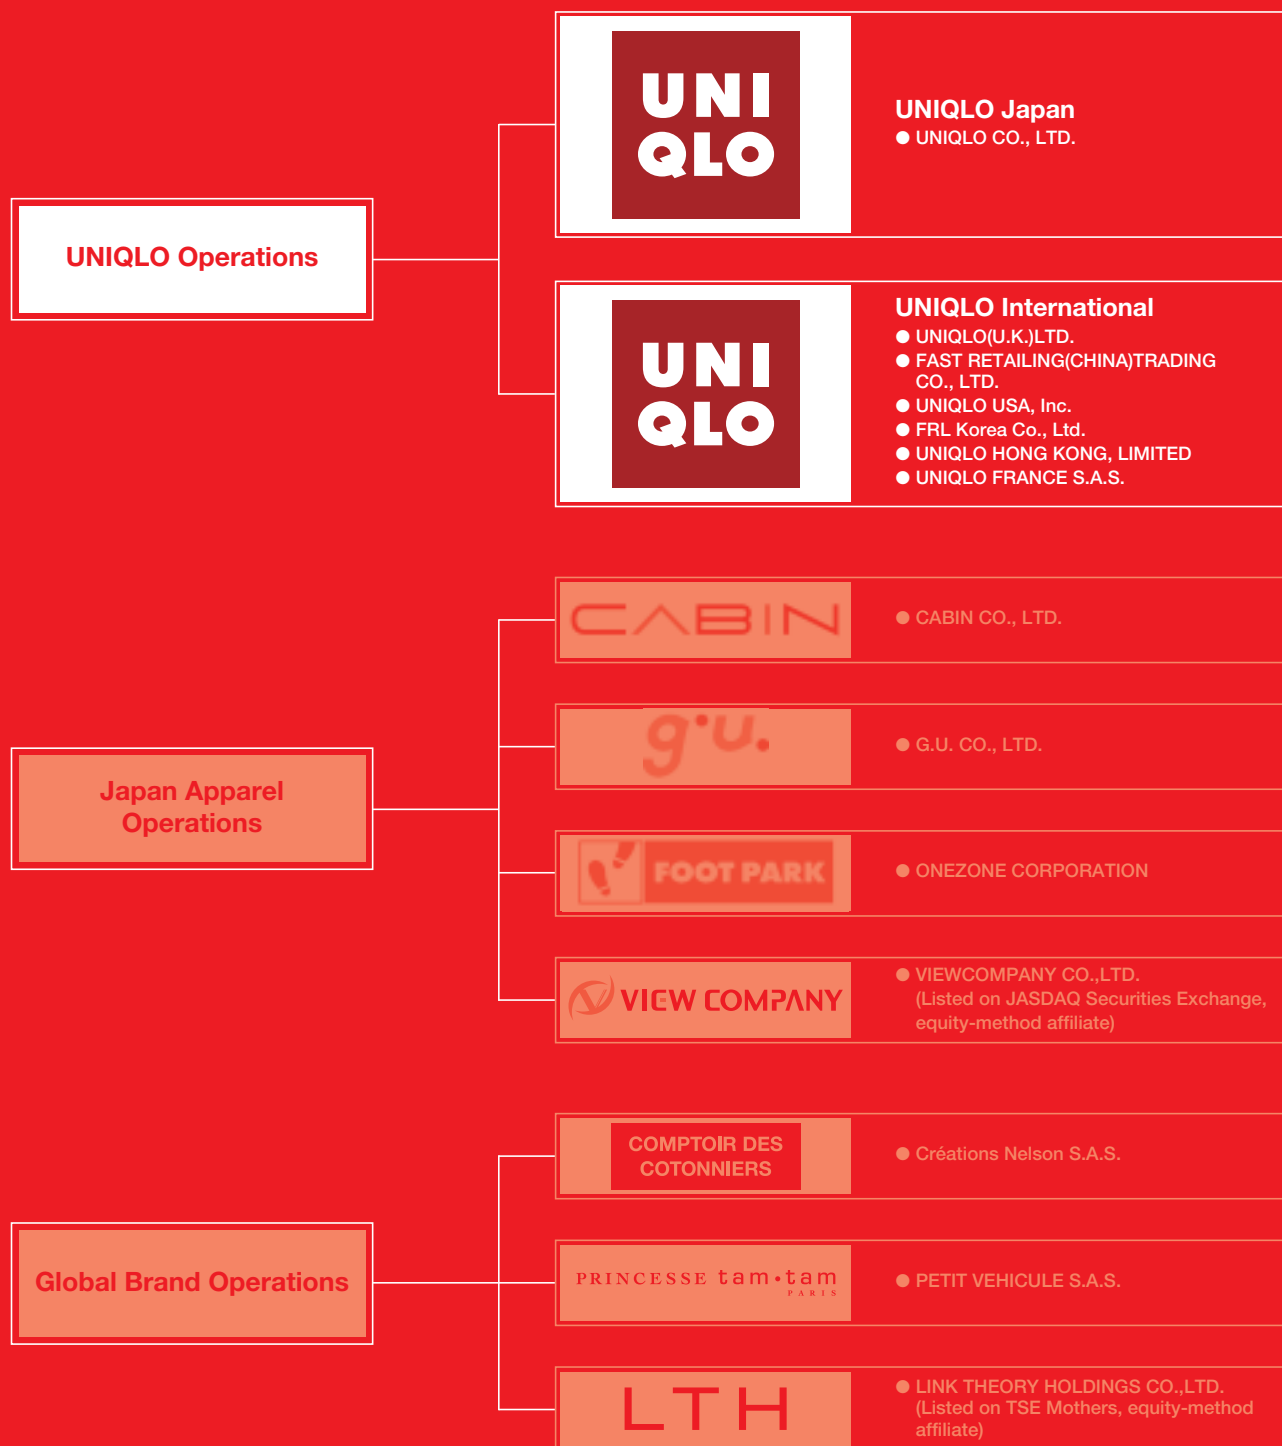 UNIQLO Operations
UNI
QLO
UNIQLO Japan
● UNIQLO CO., LTD.
UNI
QLO
UNIQLO International
● UNIQLO(U.K.)LTD.
● FAST RETAILING(CHINA)TRADING
CO., LTD.
● UNIQLO USA, Inc.
● FRL Korea Co., Ltd.
● UNIQLO HONG KONG, LIMITED
● UNIQLO FRANCE S.A.S.
Japan Apparel
Operations
CABIN
● CABIN CO., LTD.
g.u.
● G.U. CO., LTD.
FOOT PARK
● ONEZONE CORPORATION
VIEW COMPANY
● VIEWCOMPANY CO.,LTD.
(Listed on JASDAQ Securities Exchange,
equity-method affiliate)
Global Brand Operations
COMPTOIR DES
COTONNIERS
● Créations Nelson S.A.S.
PRINCESSE tam•tam
PARIS
● PETIT VEHICULE S.A.S.
LTH
● LINK THEORY HOLDINGS CO.,LTD.
(Listed on TSE Mothers, equity-method
affiliate)